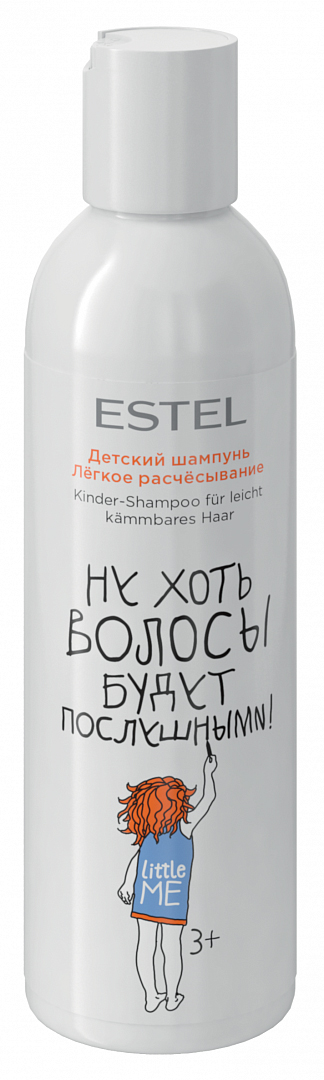 ESTEL
Детский шампунь
Лёгкое расчёсывание
Kinder-Shampoo für leicht
kämmbares Haar
НУ ХОТЬ
ВОЛОСЫ
БУДУТ
ПОСЛУШНЫМИ!
little
ME
3+